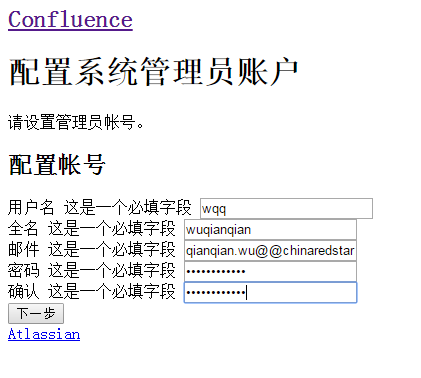 Confluence
配置系统管理员账户
请设置管理员帐号。
配置帐号
用户名 这是一个必填字段 wqq
全名 这是一个必填字段 wuqianqian
邮件 这是一个必填字段 qianqian.wu@@chinaredstar
密码 这是一个必填字段 ••••••••••••
确认 这是一个必填字段 ••••••••••••
下一步
Atlassian